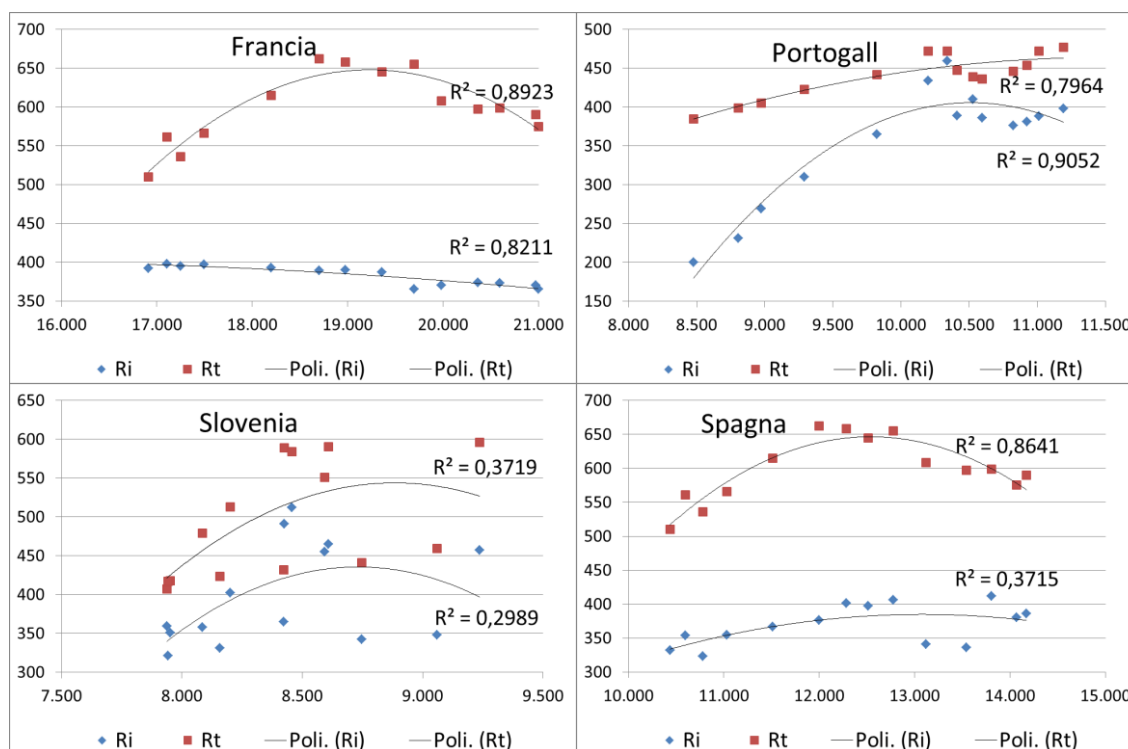 Francia
700
650
600
550
500
450
400
350
R² = 0,8923
R² = 0,8211
16.000 17.000 18.000 19.000 20.000 21.000
Ri Rt Poli. (Ri) Poli. (Rt)
Portogall
500
450
400
350
300
250
200
150
R² = 0,7964
R² = 0,9052
8.000 8.500 9.000 9.500 10.000 10.500 11.000 11.500
Ri Rt Poli. (Ri) Poli. (Rt)
Slovenia
650
600
550
500
450
400
350
300
R² = 0,3719
R² = 0,2989
7.500 8.000 8.500 9.000 9.500
Ri Rt Poli. (Ri) Poli. (Rt)
Spagna
700
650
600
550
500
450
400
350
300
R² = 0,8641
R² = 0,3715
10.000 11.000 12.000 13.000 14.000 15.000
Ri Rt Poli. (Ri) Poli. (Rt)